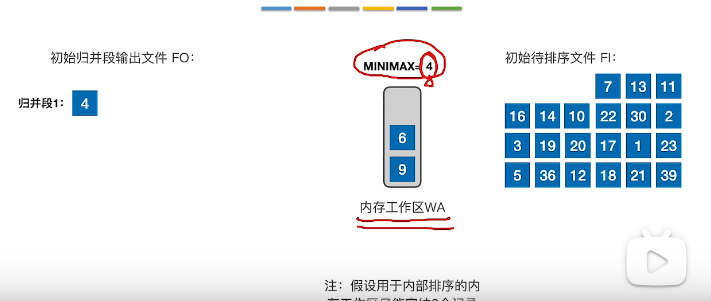 初始归并段输出文件 FO：
MINIMAX= 4
初始待排序文件 FI：
归并段1： 4
6
9
7 13 11
16 14 10 22 30 2
3 19 20 17 1 23
5 36 12 18 21 39
内存工作区WA
注：假设用于内部排序的内
存工作区只能容纳3个记录